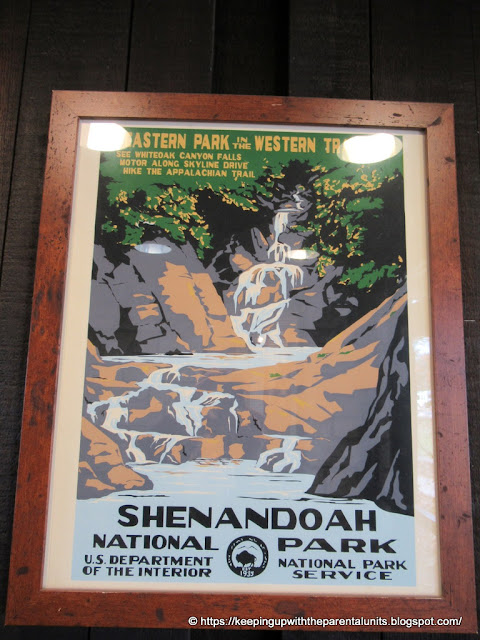 EASTERN PARK IN THE WESTERN
SEE WHITEOAK CANYON FALLS
MOTOR ALONG SKYLINE DRIVE
HIKE THE APPALACHIAN TRAIL
SHENANDOAH
NATIONAL PARK
U.S. DEPARTMENT OF THE INTERIOR
NATIONAL PARK SERVICE
© https://keepingupwiththeparentalunits.blogspot.com/